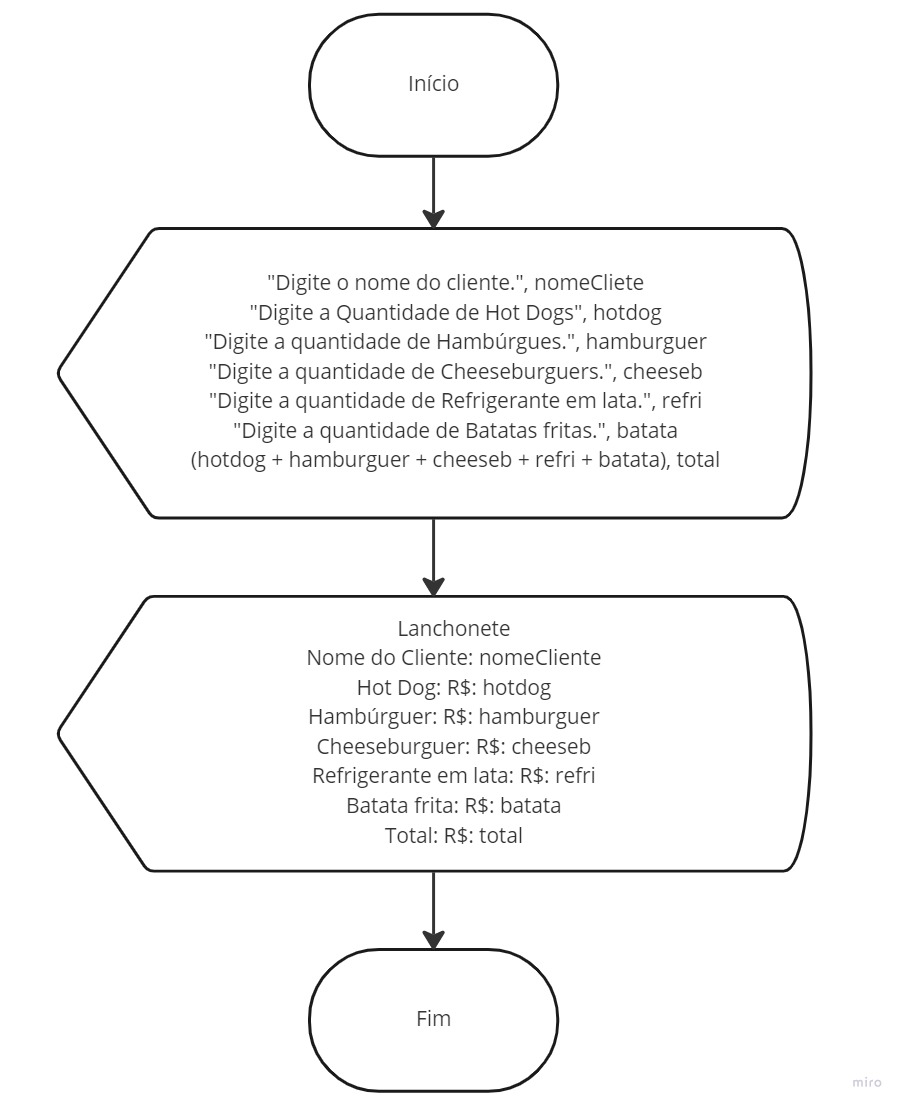 Início
"Digite o nome do cliente.", nomeCliete
"Digite a Quantidade de Hot Dogs", hotdog
"Digite a quantidade de Hambúrgues.", hamburguer
"Digite a quantidade de Cheeseburguers.", cheeseb
"Digite a quantidade de Refrigerante em lata.", refri
"Digite a quantidade de Batatas fritas.", batata
(hotdog + hamburguer + cheeseb + refri + batata), total
Lanchonete
Nome do Cliente: nomeCliente
Hot Dog: R$: hotdog
Hambúrguer: R$: hamburguer
Cheeseburguer: R$: cheeseb
Refrigerante em lata: R$: refri
Batata frita: R$: batata
Total: R$: total
Fim
miro